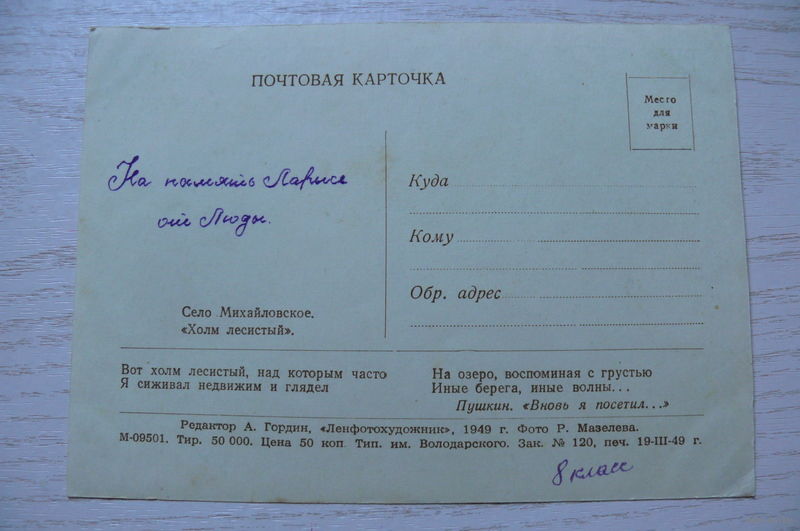 ПОЧТОВАЯ КАРТОЧКА
Место
для
марки
На память Ларисе
от Люды.
Куда
Кому
Обр. адрес
Село Михайловское.
«Холм лесистый».
Вот холм лесистый, над которым часто
Я сиживал недвижим и глядел
На озеро, воспоминая с грустью
Иные берега, иные волны...
Пушкин. «Вновь я посетил...»
Редактор А. Гордин, «Ленфотохудожник», 1949 г. Фото Р. Мазелева.
М-09501. Тир. 50 000. Цена 50 коп. Тип. им. Володарского. Зак. № 120, печ. 19-III-49 г.
8 класс